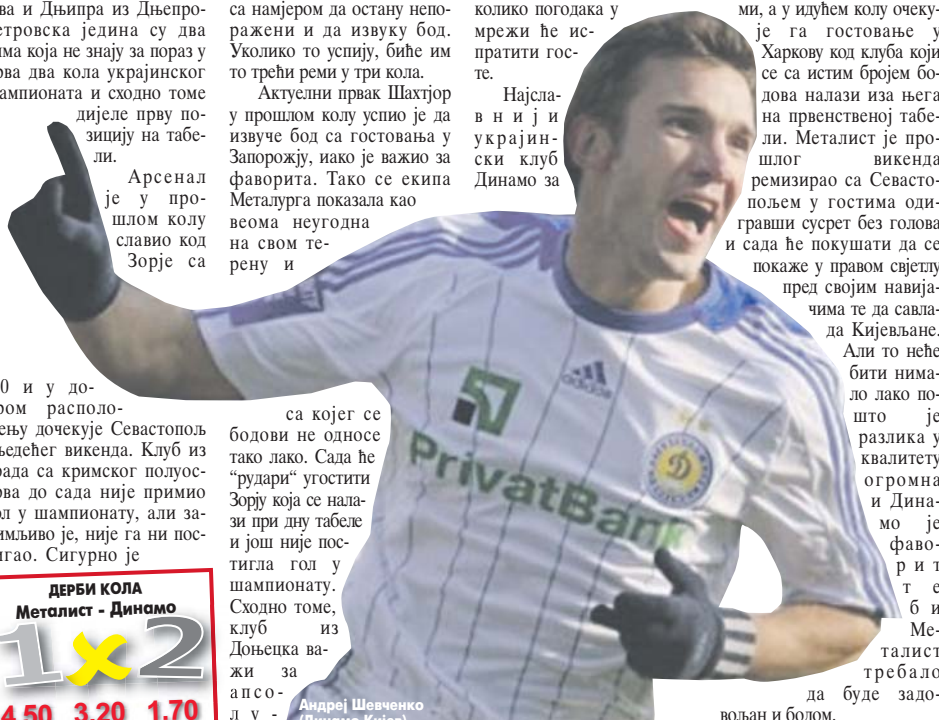 ва и Дњипра из Дњепро-
етровска једина су два
има која не знају за пораз у
рва два кола украјинског
ампионата и сходно томе
дијеле прву по-
зицију на табе-
ли.
Арсенал
је у про-
шлом колу
славио код
Зорје са
0 и у до-
ром располо-
ењу дочекује Севастопољ
једећег викенда. Клуб из
рада са кримског полуос-
рва до сада није примио
ол у шампионату, али за-
имљиво је, није га ни пос-
игао. Сигурно је
ДЕРБИ КОЛА
Металист - Динамо
1x2
4.50 3.20 1.70
са намјером да остану непо-
ражени и да извуку бод.
Уколико то успију, биће им
то трећи реми у три кола.
Актуелни првак Шахтјор
у прошлом колу успио је да
извуче бод са гостовања у
Запорожју, иако је важио за
фаворита. Тако се екипа
Металурга показала као
веома неугодна
на свом те-
рену и
са којег се
бодови не односе
тако лако. Сада ће
“рудари” угостити
Зорју која се нала-
зи при дну табеле
и још није пос-
тигла гол у
шампионату.
Сходно томе,
клуб из
Доњецка ва-
жи за
апсо-
лу-
колико погодака у
мрежи ће ис-
пратити гос-
те.
Најсла-
внији
украјин-
ски клуб
Динамо за
ми, а у идућем колу очеку-
је га гостовање у
Харкову код клуба који
се са истим бројем бо-
дова налази иза њега
на првенственој табе-
ли. Металист је про-
шлог викенда
ремизирао са Севасто-
пољем у гостима оди-
гравши сусрет без голова
и сада ће покушати да се
покаже у правом свјетлу
пред својим навија-
чима те да савла-
да Кијевљане.
Али то неће
бити нима-
ло лако по-
што је
разлика у
квалитету
огромна
и Дина-
мо је
фаво-
рит
те
би
Ме-
талист
требало
да буде задо-
вољан и бодом.
adidas
PrivatBank
Д
Андреј Шевченко
(Динамо Кијев)